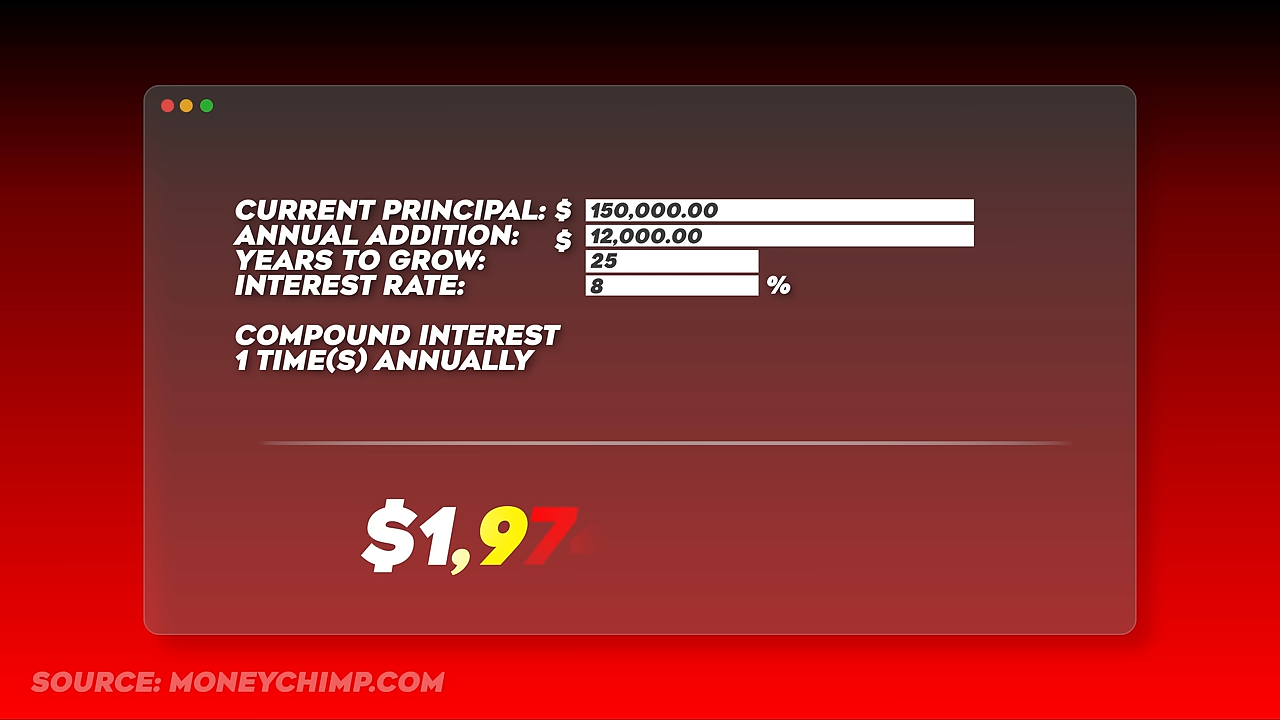 CURRENT PRINCIPAL: $ 150,000.00
ANNUAL ADDITION: $ 12,000.00
YEARS TO GROW: 25
INTEREST RATE: 8 %
COMPOUND INTEREST
1 TIME(S) ANNUALLY
$1,97
SOURCE: MONEYCHIMP.COM